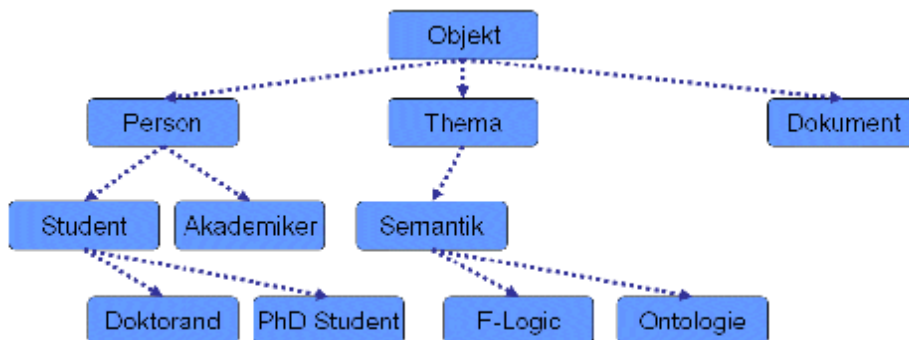 Objekt
Person
Thema
Dokument
Student
Akademiker
Semantik
Doktorand
PhD Student
F-Logic
Ontologie